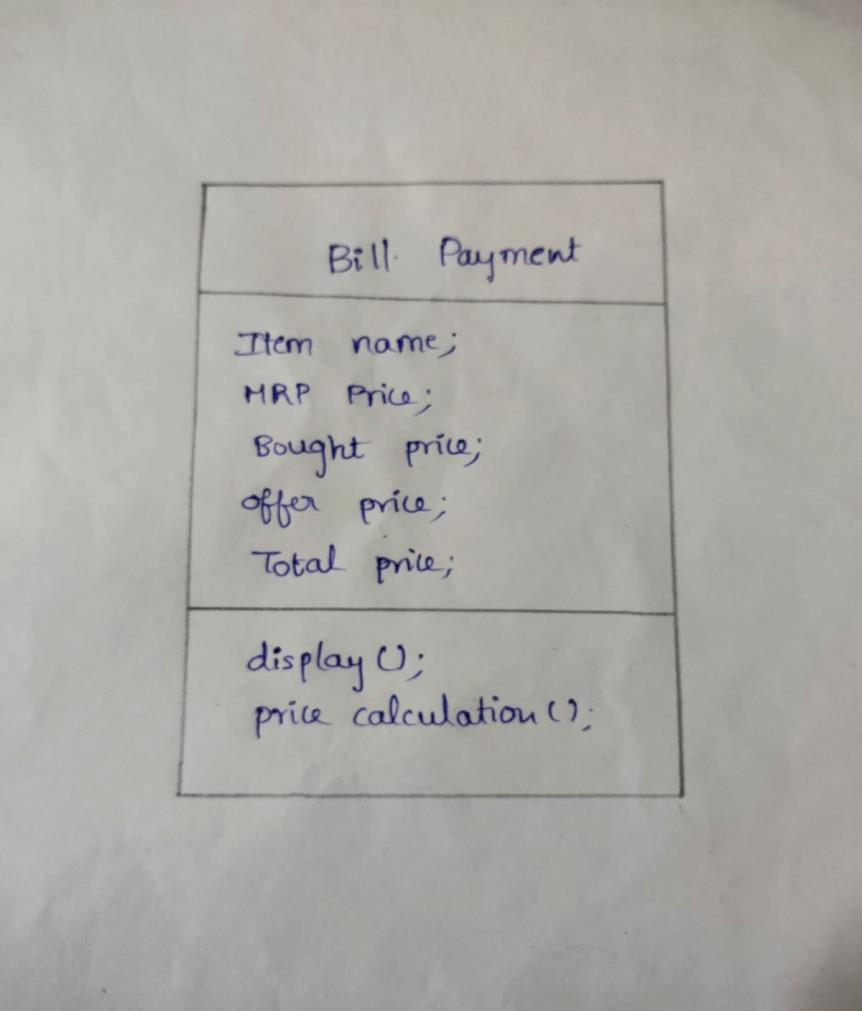 Bill Payment
Item name;
MRP Price;
Bought price;
offer price;
Total price;
display ();
price calculation ();